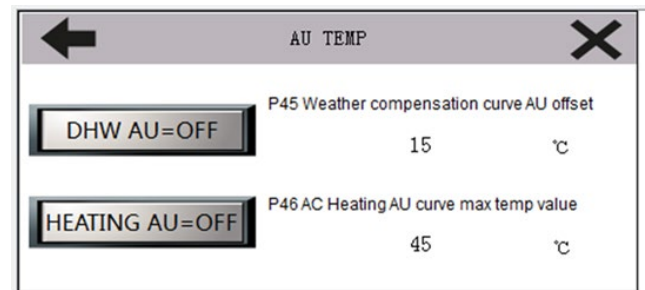 AU TEMP
DHW AU=OFF
P45 Weather compensation curve AU offset
15 ℃
HEATING AU=OFF
P46 AC Heating AU curve max temp value
45 ℃